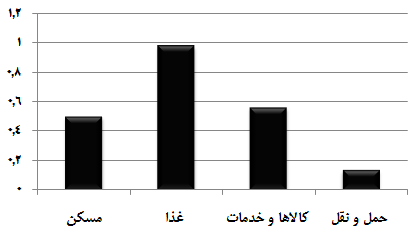 ۱,۲
۱
۰,۸
۰,۶
۰,۴
۰,۲
۰
مسکن
غذا
کالاها و خدمات
حمل و نقل